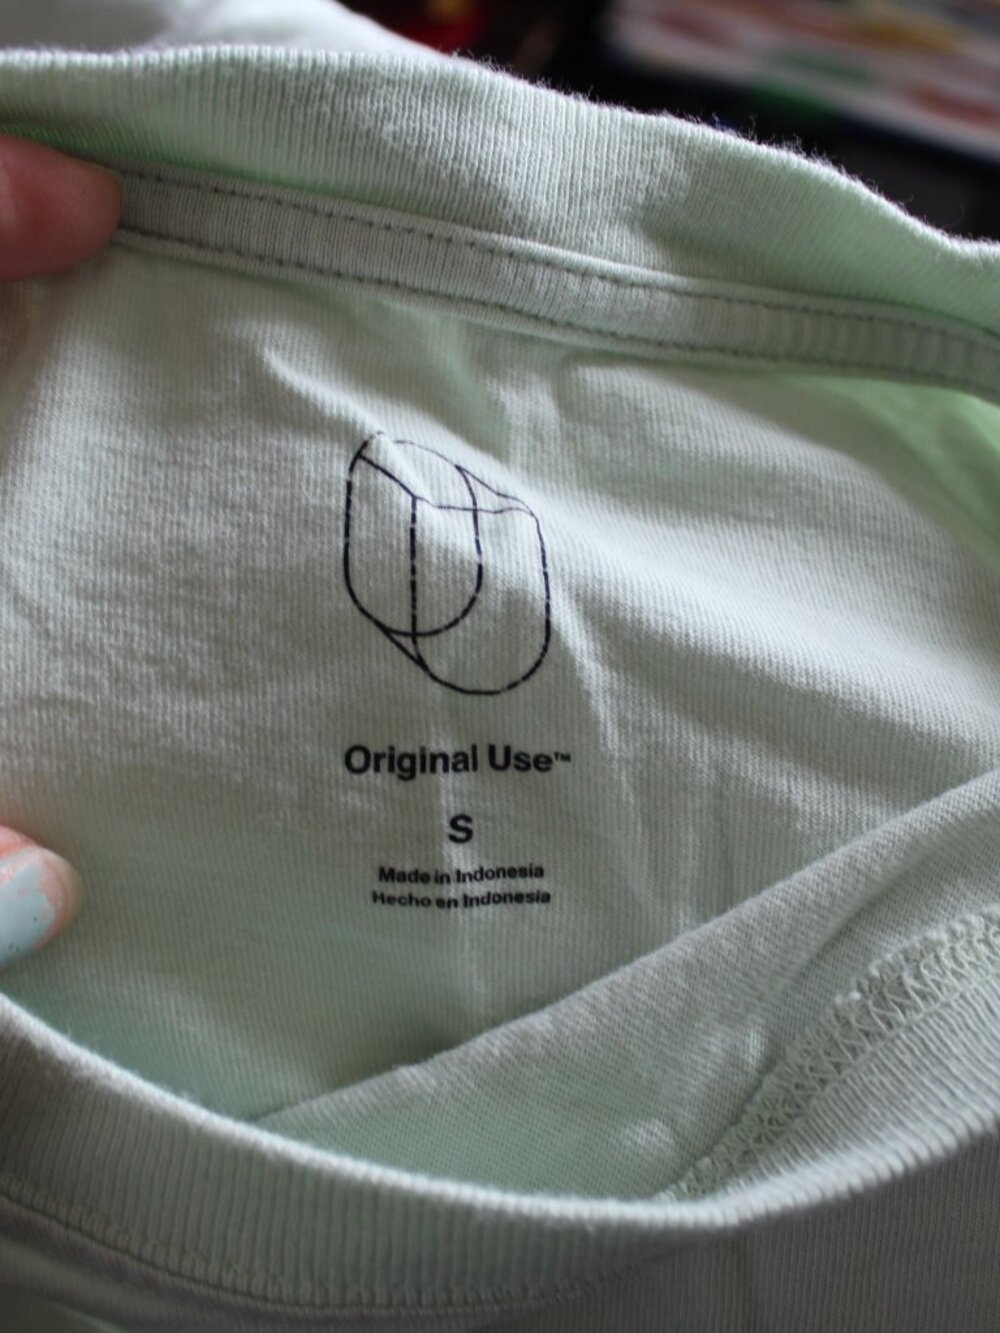 Original Use™
S
Made in Indonesia
Hecho en Indonesia